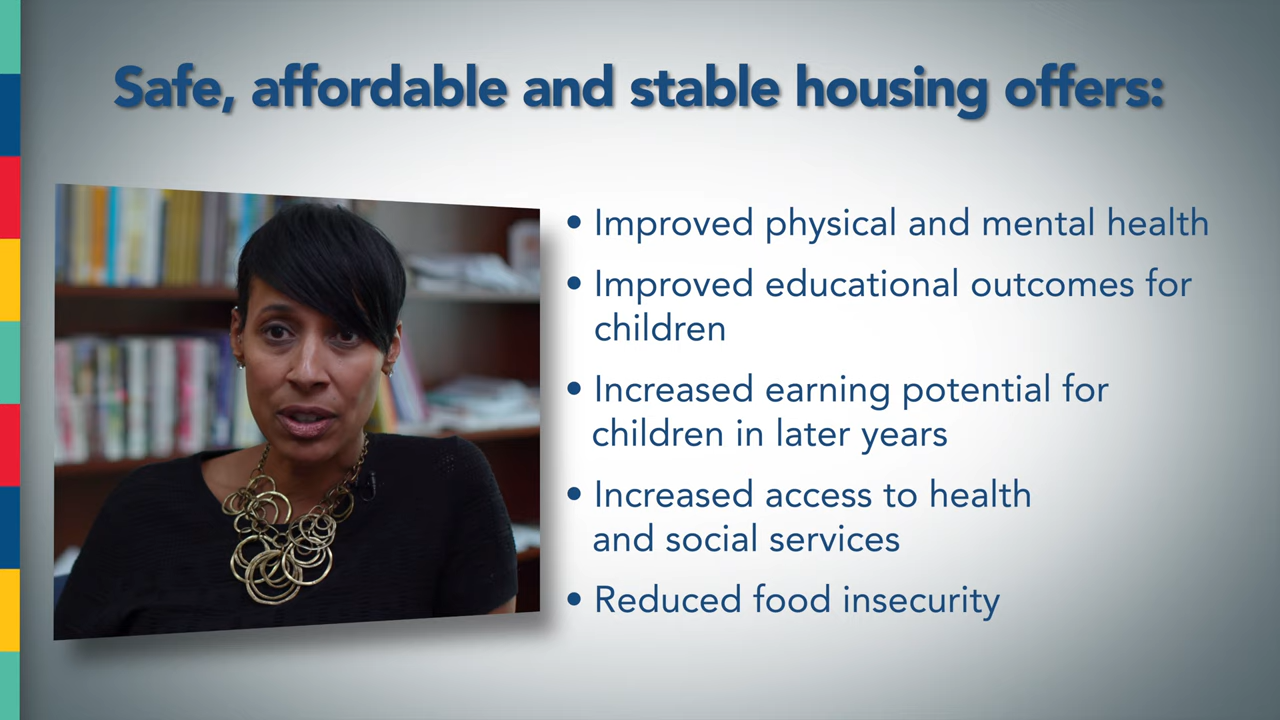 Safe, affordable and stable housing offers:
• Improved physical and mental health
• Improved educational outcomes for
children
• Increased earning potential for
children in later years
• Increased access to health
and social services
• Reduced food insecurity